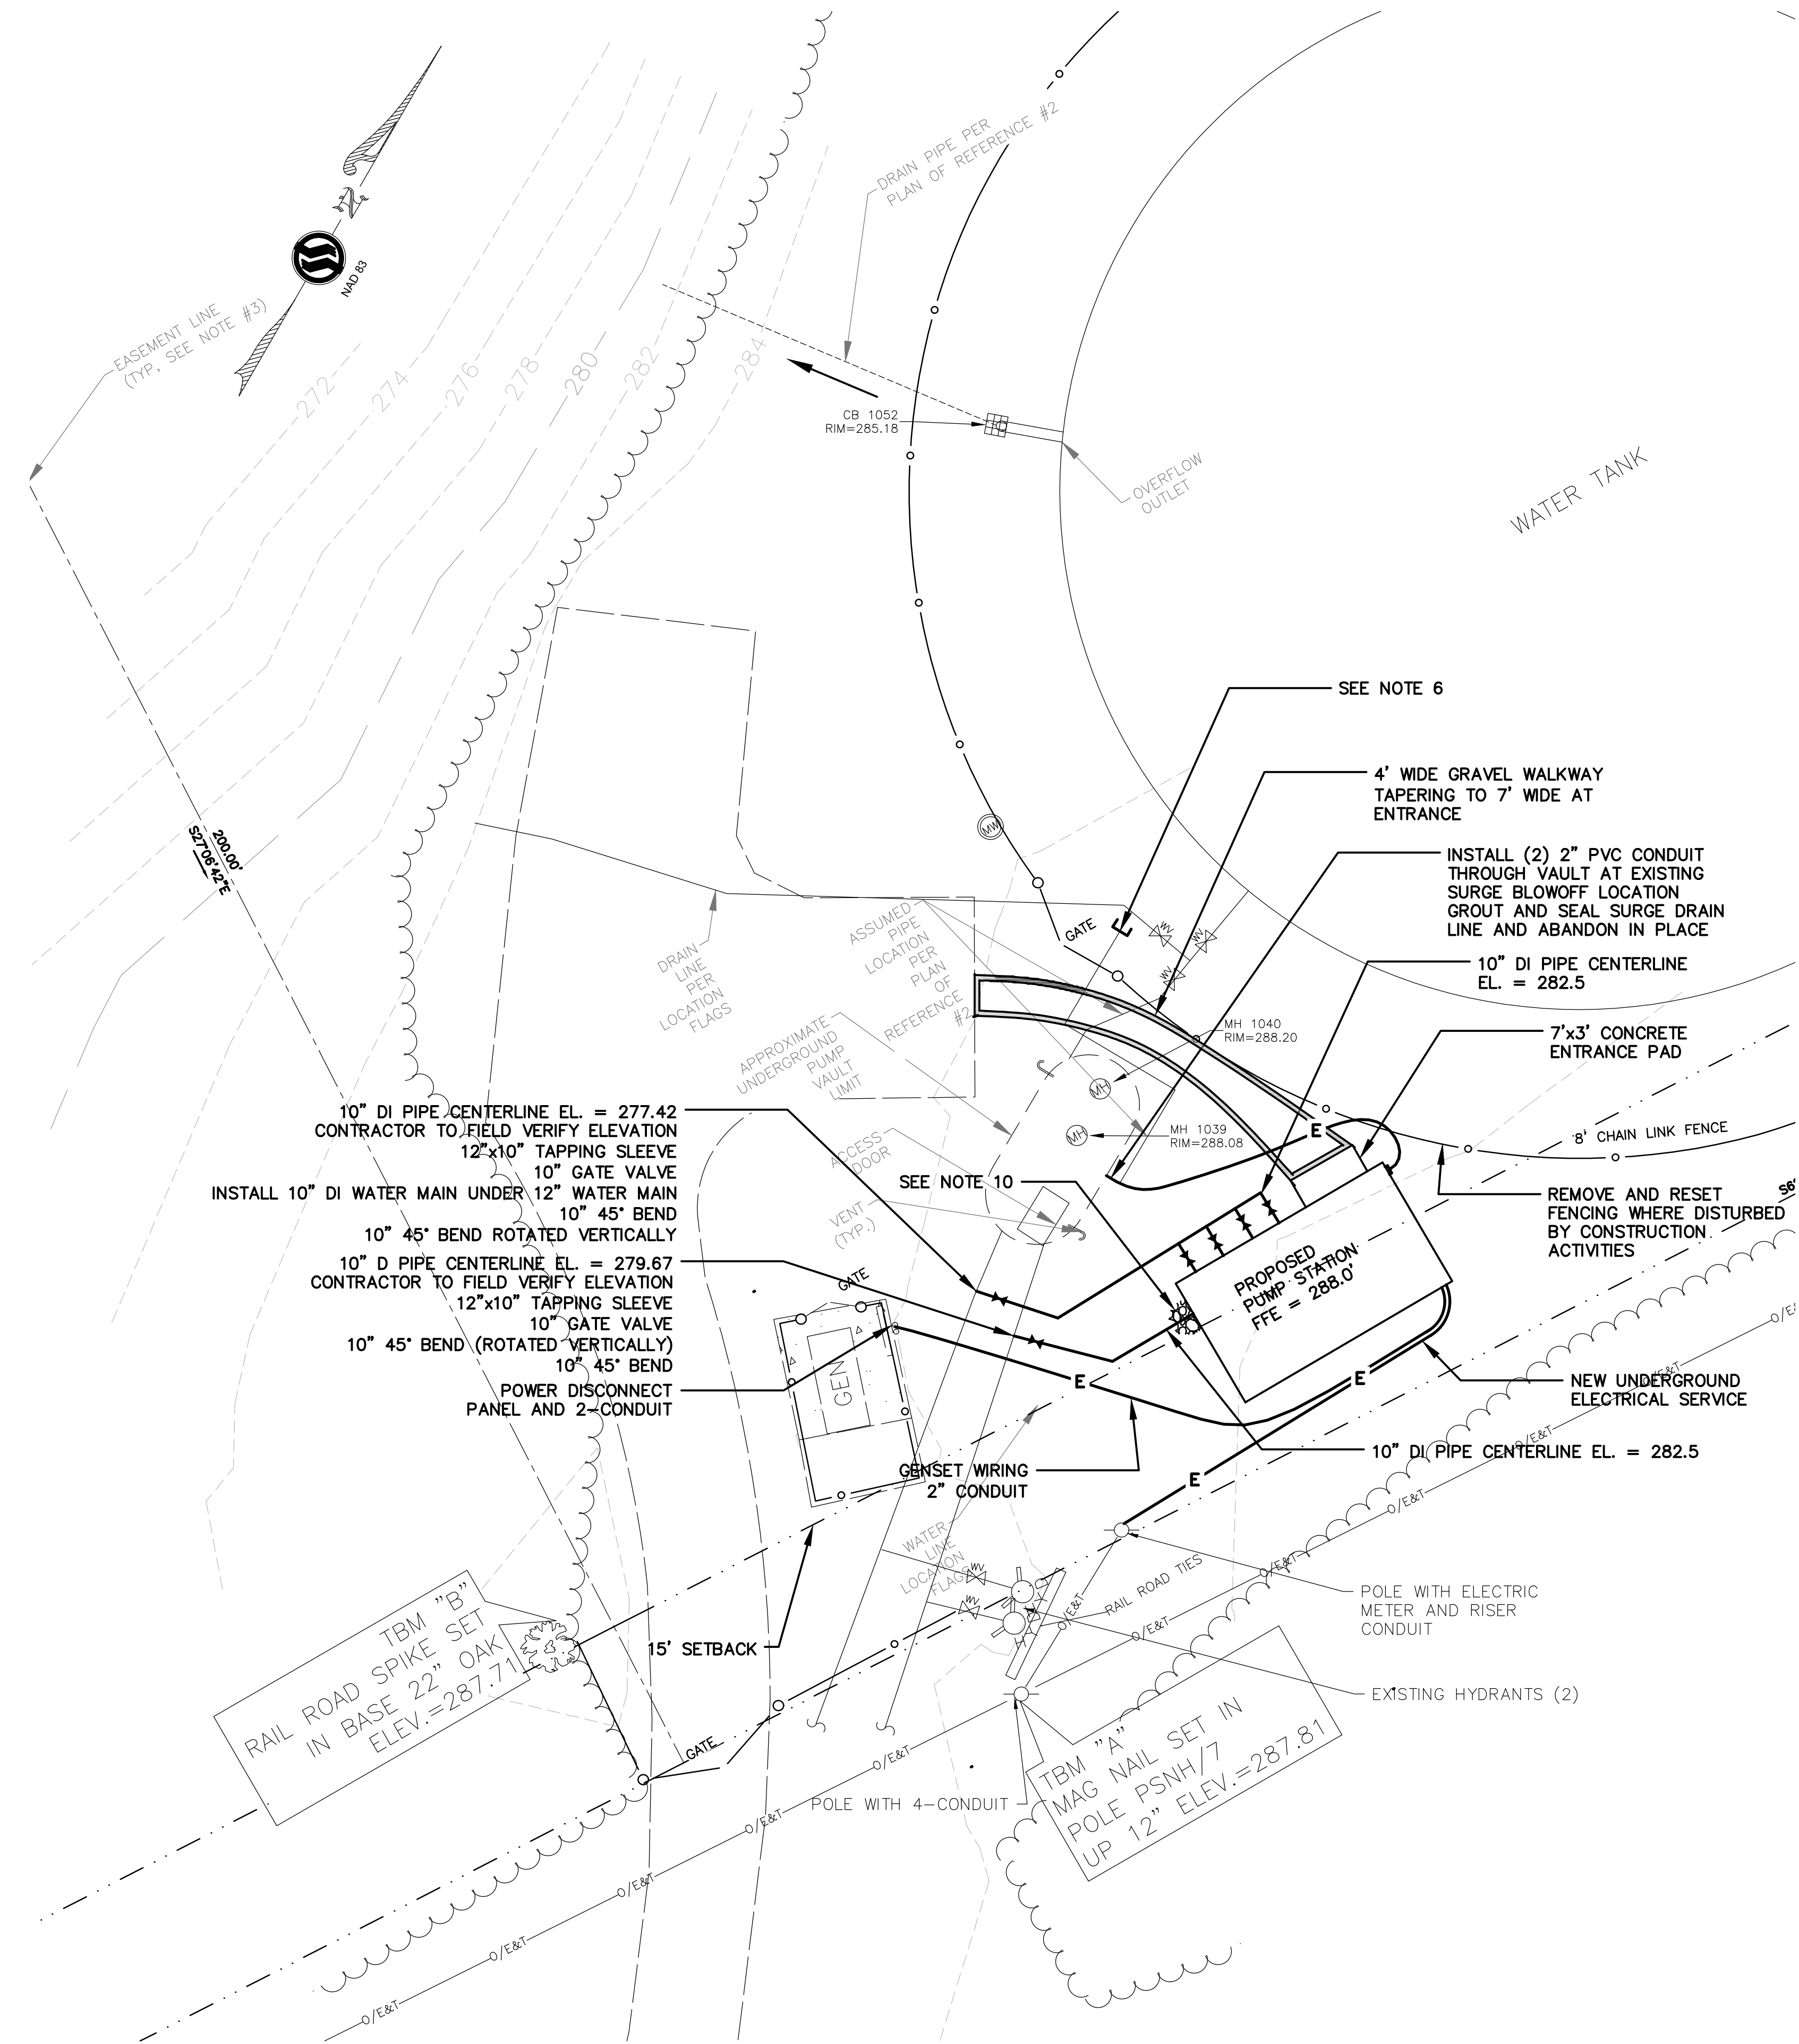 DRAIN PIPE PER
PLAN OF REFERENCE #2
N
NAD 83
EASEMENT LINE
(TYP, SEE NOTE #3)
272
274
276
278
280
282
284
CB 1052
RIM=285.18
OVERFLOW
OUTLET
WATER TANK
SEE NOTE 6
4' WIDE GRAVEL WALKWAY
TAPERING TO 7' WIDE AT
ENTRANCE
200.00'
S27°06'42"E
MW
INSTALL (2) 2" PVC CONDUIT
THROUGH VAULT AT EXISTING
SURGE BLOWOFF LOCATION
GROUT AND SEAL SURGE DRAIN
LINE AND ABANDON IN PLACE
GATE
WV
WV
WV
ASSUMED
PIPE
LOCATION
PER
PLAN
OF
REFERENCE
#2
DRAIN
LINE
PER
LOCATION
FLAGS
10" DI PIPE CENTERLINE
EL. = 282.5
APPROXIMATE
UNDERGROUND
PUMP
VAULT
LIMIT
MH 1040
RIM=288.20
MH
7'x3' CONCRETE
ENTRANCE PAD
10" DI PIPE CENTERLINE EL. = 277.42
CONTRACTOR TO FIELD VERIFY ELEVATION
12"x10" TAPPING SLEEVE
10" GATE VALVE
INSTALL 10" DI WATER MAIN UNDER 12" WATER MAIN
10" 45° BEND
10" 45° BEND ROTATED VERTICALLY
MH
MH 1039
RIM=288.08
E
8' CHAIN LINK FENCE
ACCESS
DOOR
SEE NOTE 10
VENT
(TYP.)
REMOVE AND RESET
FENCING WHERE DISTURBED
BY CONSTRUCTION
ACTIVITIES
10" D PIPE CENTERLINE EL. = 279.67
CONTRACTOR TO FIELD VERIFY ELEVATION
12"x10" TAPPING SLEEVE
10" GATE VALVE
10" 45° BEND (ROTATED VERTICALLY)
10" 45° BEND
GATE
PROPOSED
PUMP STATION
FFE = 288.0'
POWER DISCONNECT
PANEL AND 2-CONDUIT
GEN
E
E
NEW UNDERGROUND
ELECTRICAL SERVICE
10" DI PIPE CENTERLINE EL. = 282.5
GENSET WIRING
2" CONDUIT
E
O/E&T
O/E&T
O/E&T
O/E&T
WATER
LINE
LOCATION
FLAGS
WV
WV
HYD
HYD
RAIL ROAD TIES
O/E&T
O/E&T
POLE WITH ELECTRIC
METER AND RISER
CONDUIT
TBM "B"
RAIL ROAD SPIKE SET
IN BASE 22" OAK
ELEV.=287.71
15' SETBACK
EXISTING HYDRANTS (2)
GATE
TBM "A"
MAG NAIL SET IN
POLE PSNH/7
UP 12" ELEV.=287.81
POLE WITH 4-CONDUIT
O/E&T
O/E&T
O/E&T
O/E&T
O/E&T